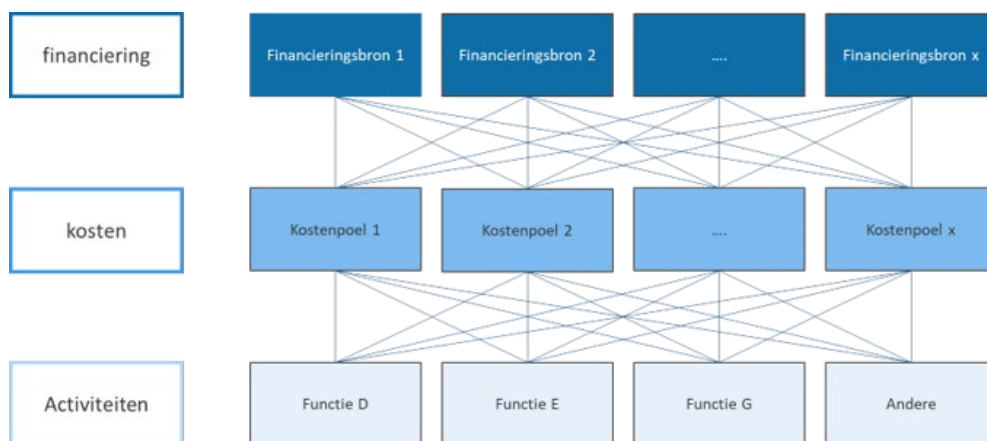 financiering
Financieringsbron 1
Financieringsbron 2
....
Financieringsbron x
kosten
Kostenpoel 1
Kostenpoel 2
....
Kostenpoel x
Activiteiten
Functie D
Functie E
Functie G
Andere